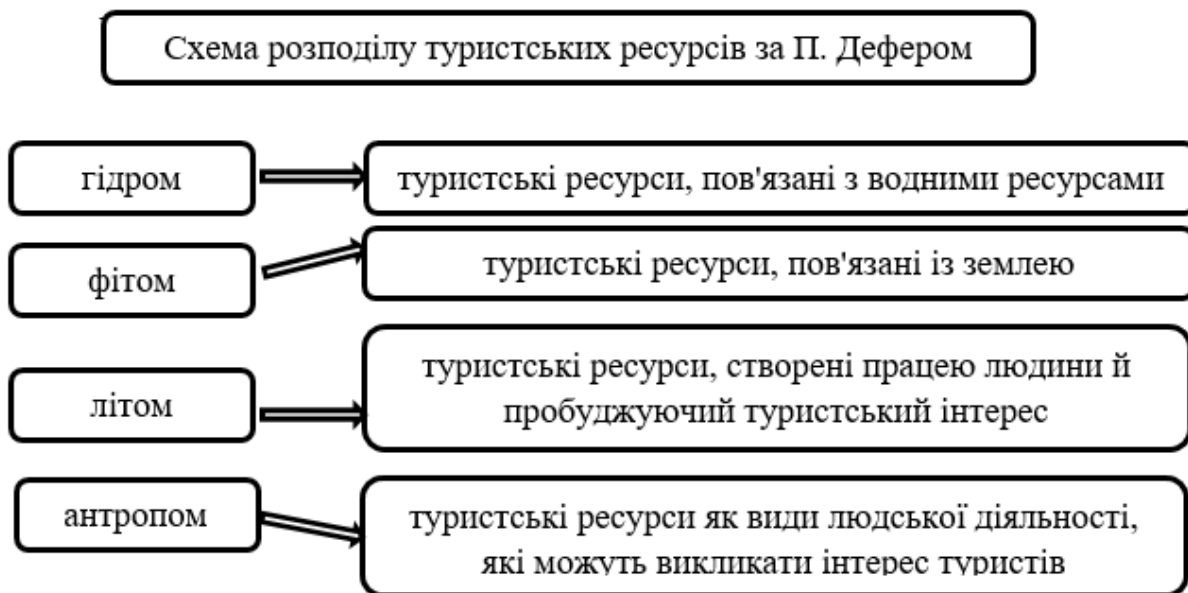 Схема розподілу туристських ресурсів за П. Дефером
гідром
туристські ресурси, пов'язані з водними ресурсами
фітом
туристські ресурси, пов'язані із землею
літом
туристські ресурси, створені працею людини й
пробуджуючий туристський інтерес
антропом
туристські ресурси як види людської діяльності,
які можуть викликати інтерес туристів